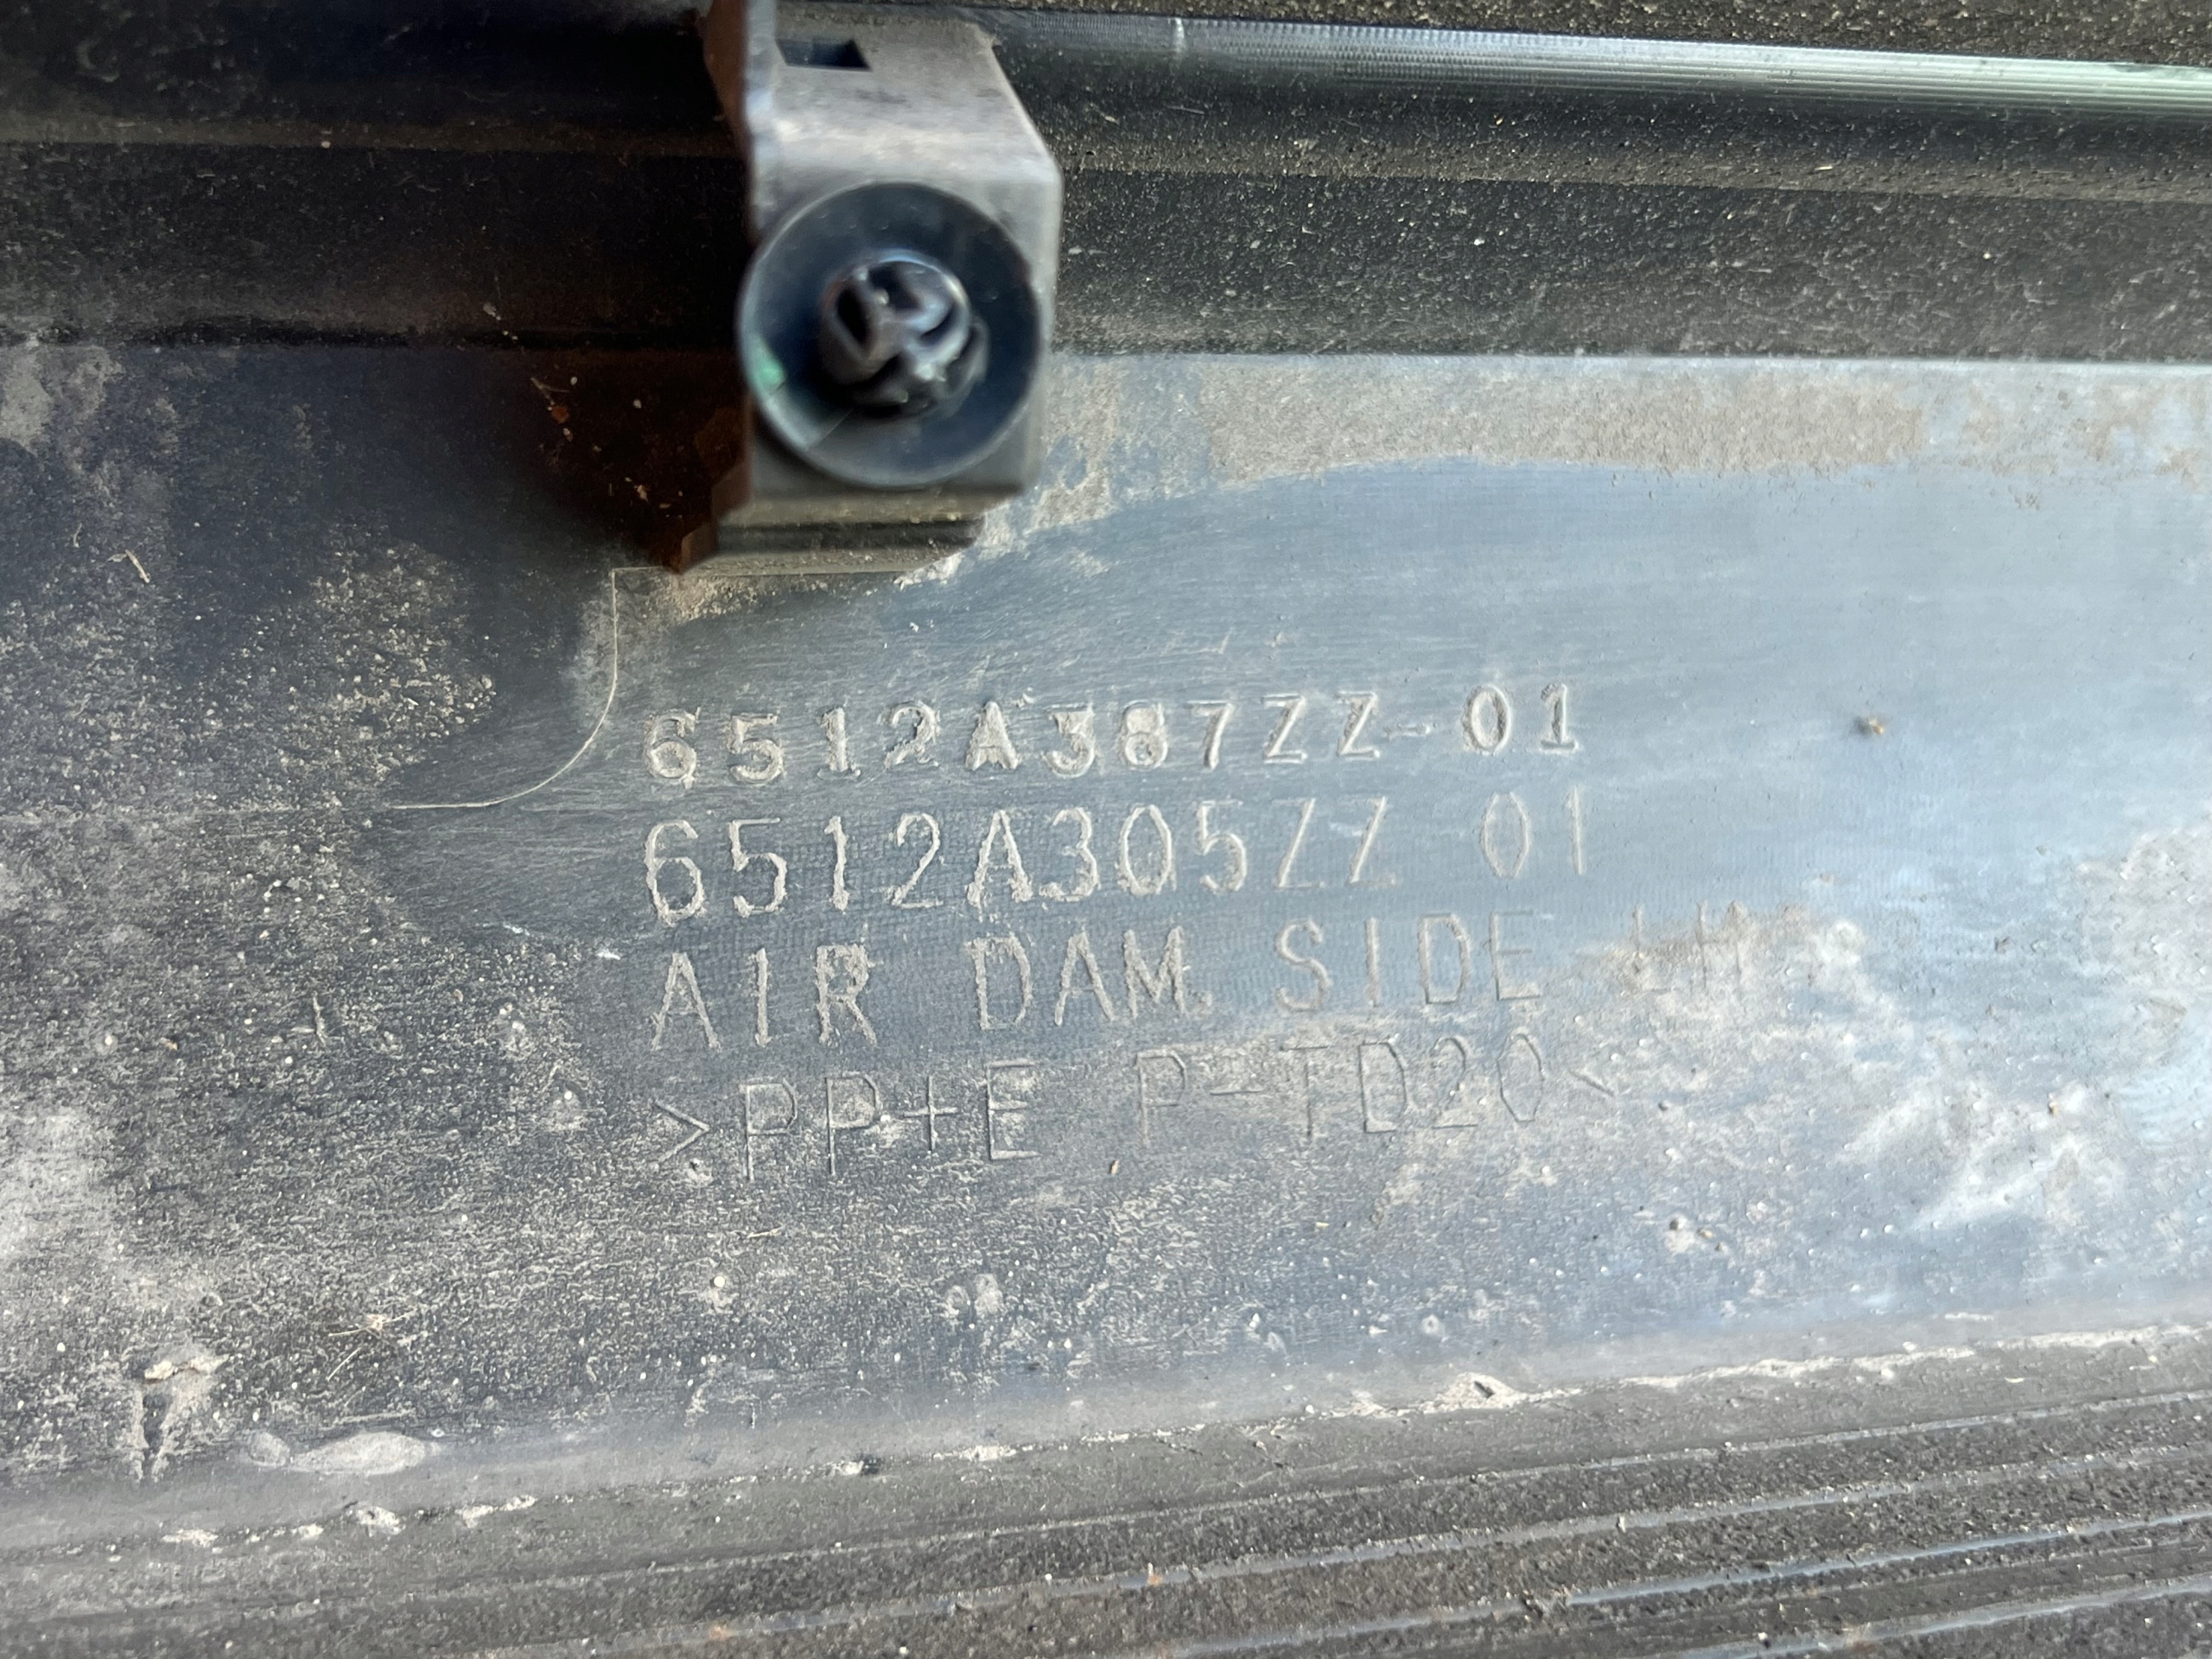 6512A387ZZ-01
6512A305ZZ 01
AIR DAM. SIDE LH
>PP+E P-TD20<